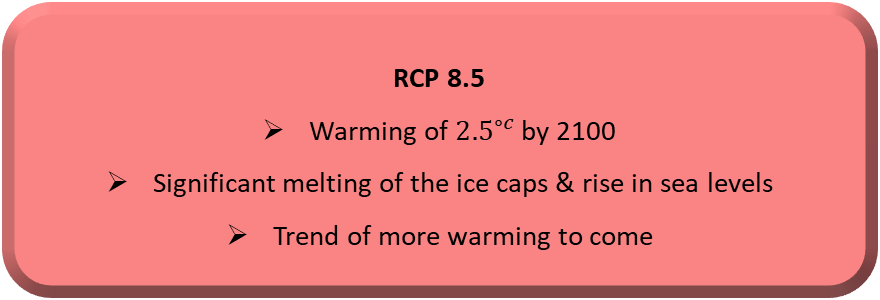 RCP 8.5
➢ Warming of 2.5°ᶜ by 2100
➢ Significant melting of the ice caps & rise in sea levels
➢ Trend of more warming to come